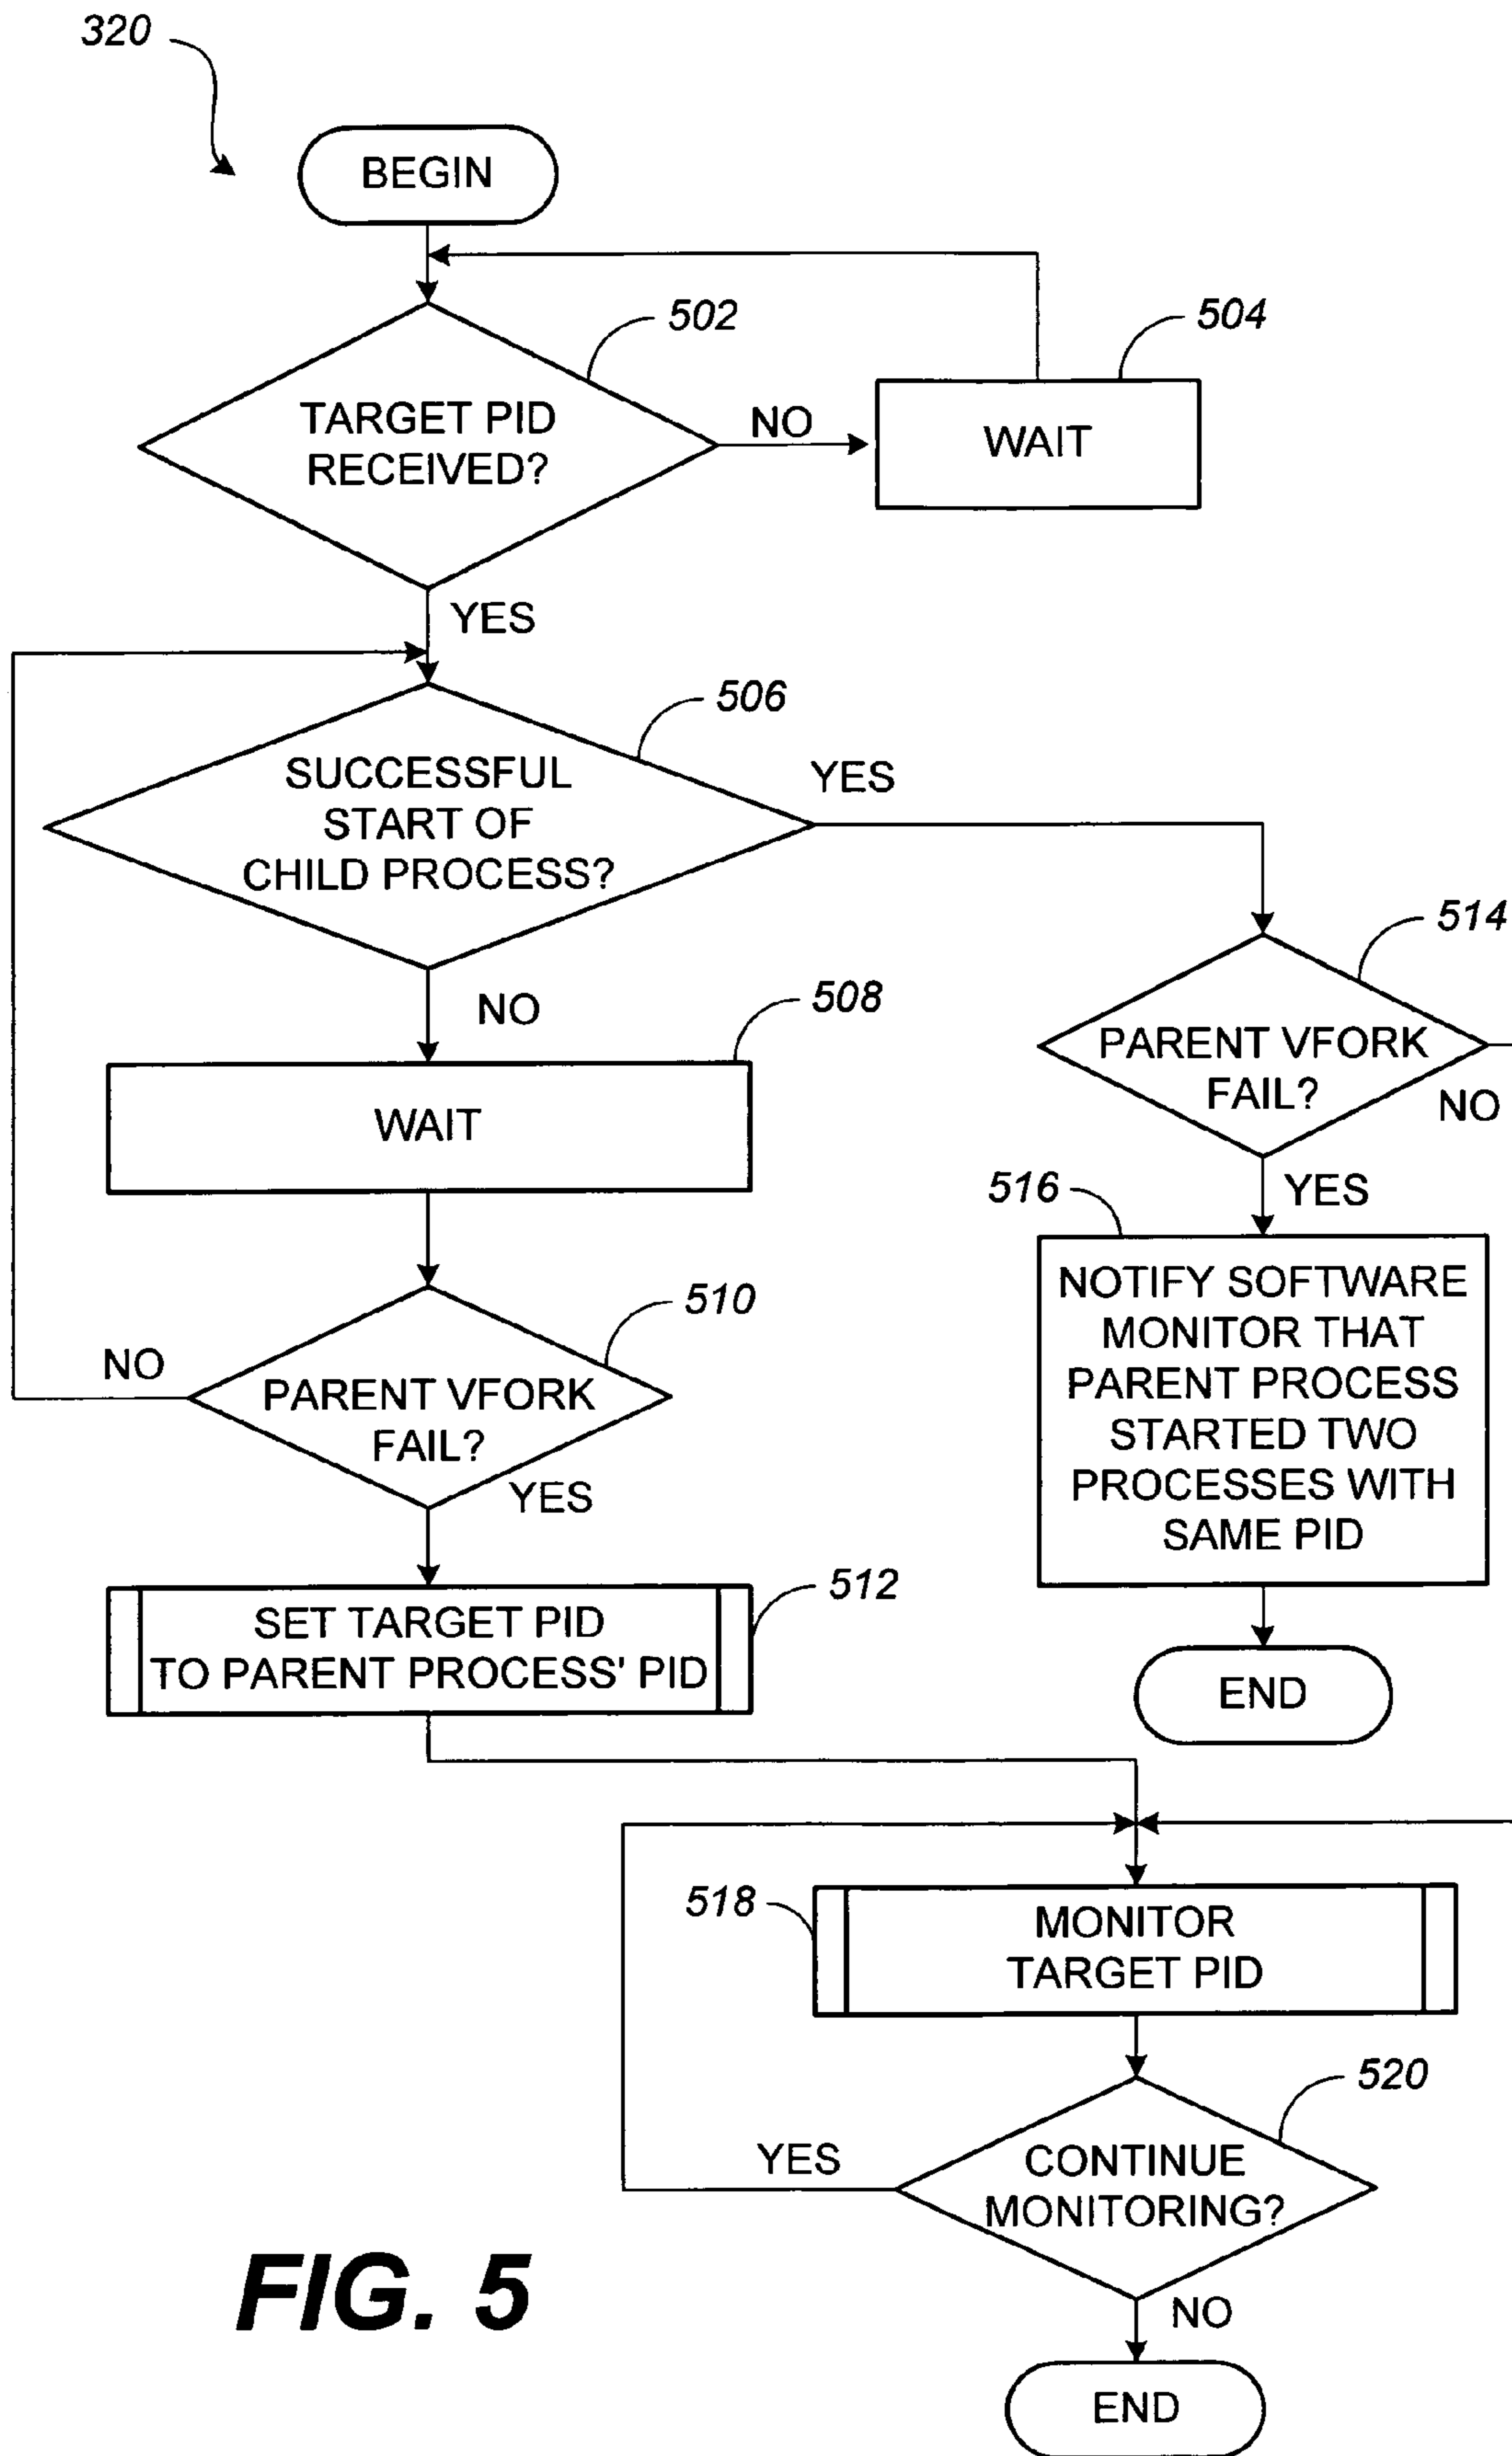 320
BEGIN
502
504
TARGET PID
RECEIVED?
NO
WAIT
YES
506
SUCCESSFUL
START OF
CHILD PROCESS?
YES
514
NO
508
PARENT VFORK
FAIL?
NO
WAIT
516
YES
NOTIFY SOFTWARE
MONITOR THAT
PARENT PROCESS
STARTED TWO
PROCESSES WITH
SAME PID
510
NO
PARENT VFORK
FAIL?
YES
512
SET TARGET PID
TO PARENT PROCESS' PID
END
518
MONITOR
TARGET PID
520
YES
CONTINUE
MONITORING?
NO
END
FIG. 5